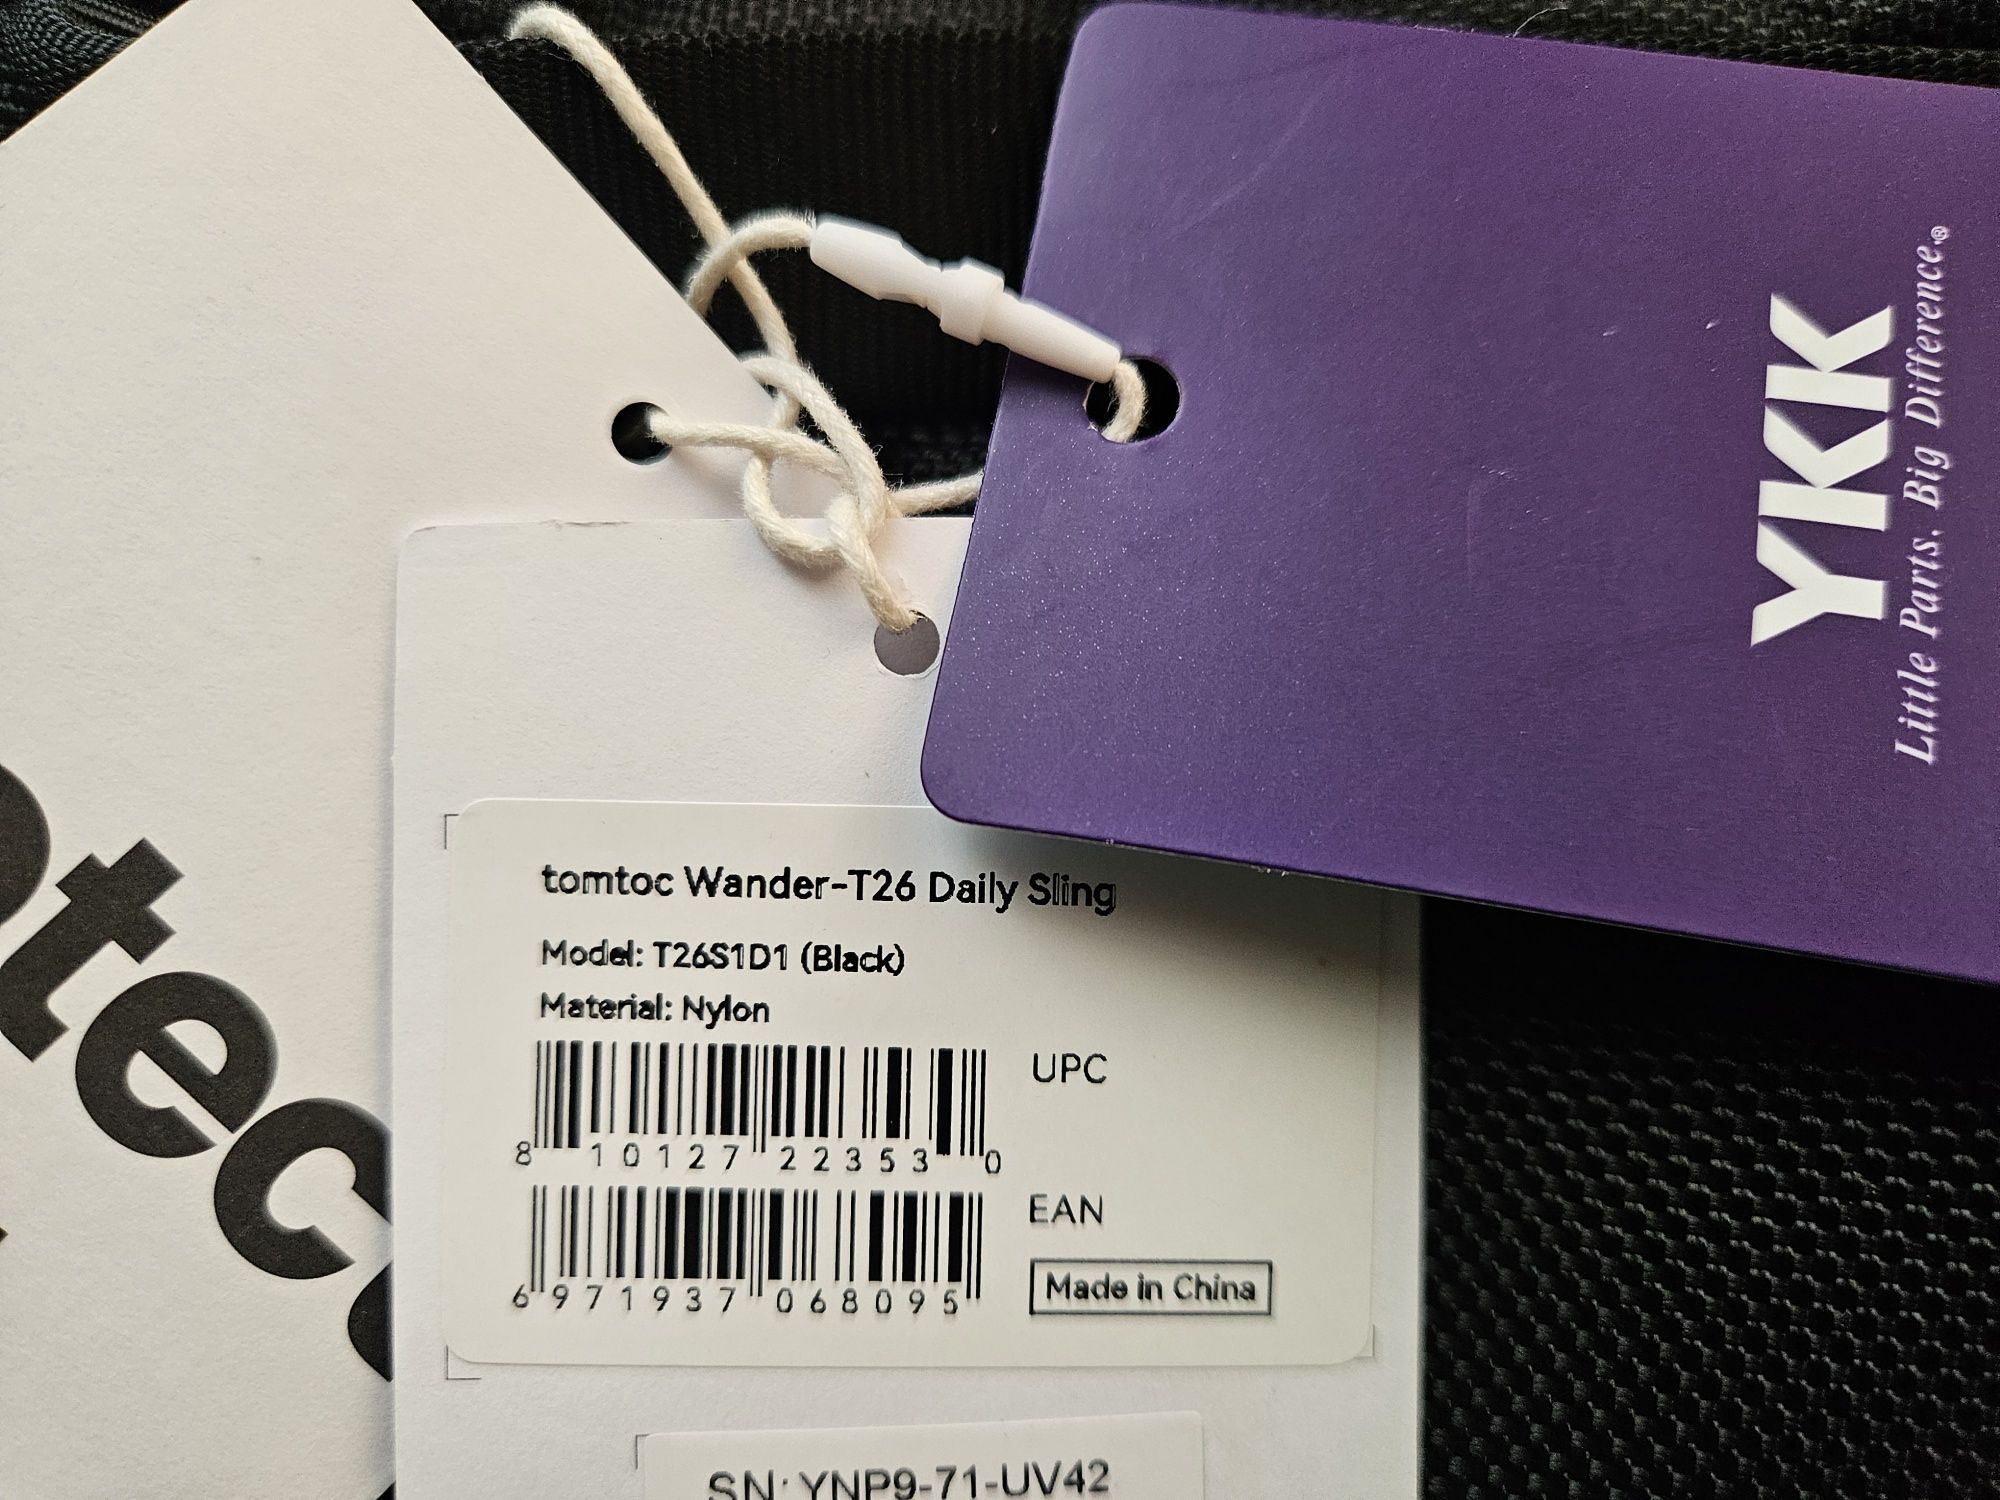 YKK
Little Parts. Big Difference.®
tomtoc Wander-T26 Daily Sling
Model: T26S1D1 (Black)
Material: Nylon
UPC
8 10127 22353 0
EAN
6 971937 068095
Made in China
SN: YNP9-71-UV42